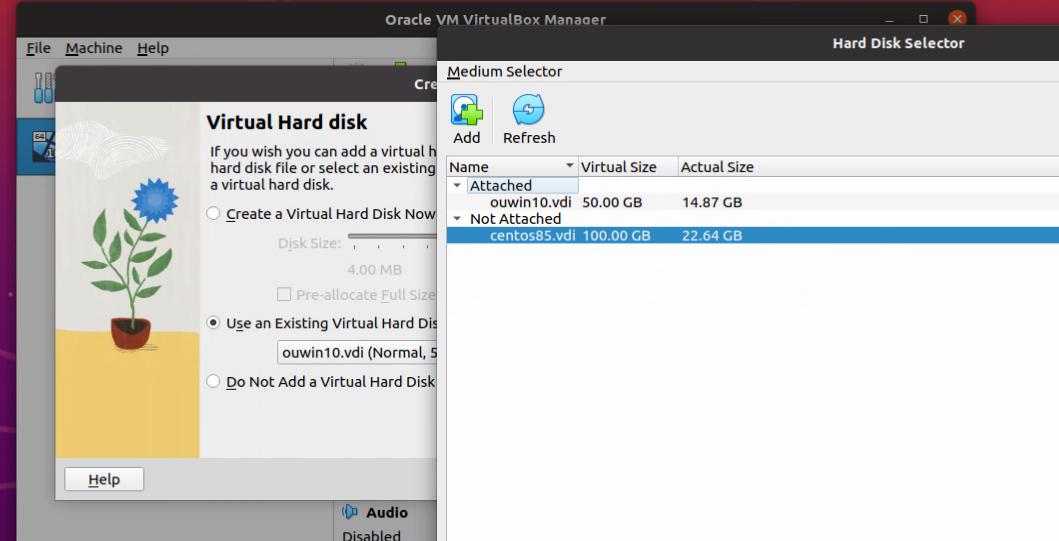 Oracle VM VirtualBox Manager
File Machine Help
Hard Disk Selector
Medium Selector
Add Refresh
Name Virtual Size Actual Size
Attached
ouwin10.vdi 50.00 GB 14.87 GB
Not Attached
centos85.vdi 100.00 GB 22.64 GB
64
Cre
Virtual Hard disk
If you wish you can add a virtual h
hard disk file or select an existing
a virtual hard disk.
Create a Virtual Hard Disk Now
Disk Size:
4.00 MB
Pre-allocate Full Size
Use an Existing Virtual Hard Dis
ouwin10.vdi (Normal, 5
Do Not Add a Virtual Hard Disk
Help
Audio
Disabled